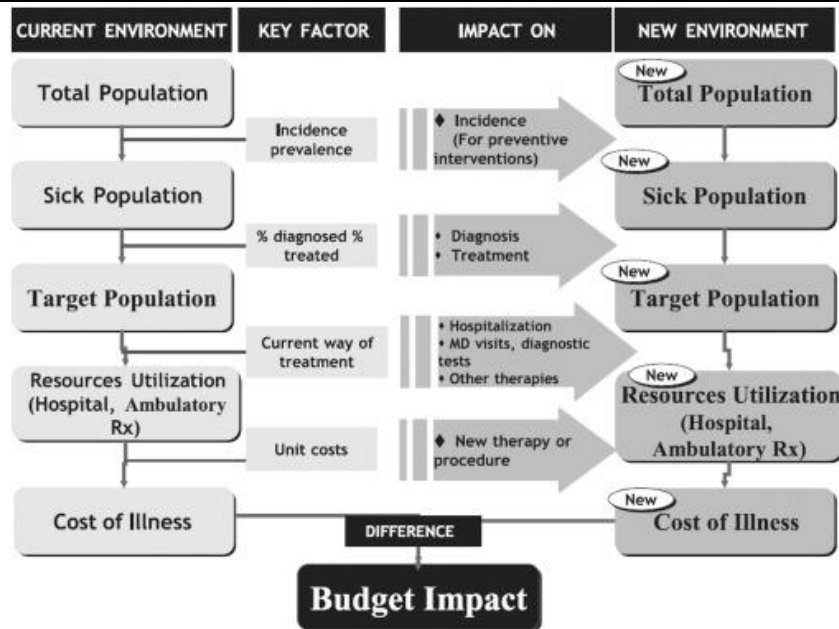 CURRENT ENVIRONMENT
KEY FACTOR
IMPACT ON
NEW ENVIRONMENT
Total Population
Incidence
prevalence
♦ Incidence
(For preventive
interventions)
New
Total Population
Sick Population
% diagnosed %
treated
• Diagnosis
• Treatment
New
Sick Population
Target Population
Current way of
treatment
• Hospitalization
• MD visits, diagnostic
tests
• Other therapies
New
Target Population
Resources Utilization
(Hospital, Ambulatory
Rx)
Unit costs
♦ New therapy or
procedure
New
Resources Utilization
(Hospital,
Ambulatory Rx)
Cost of Illness
DIFFERENCE
New
Cost of Illness
Budget Impact